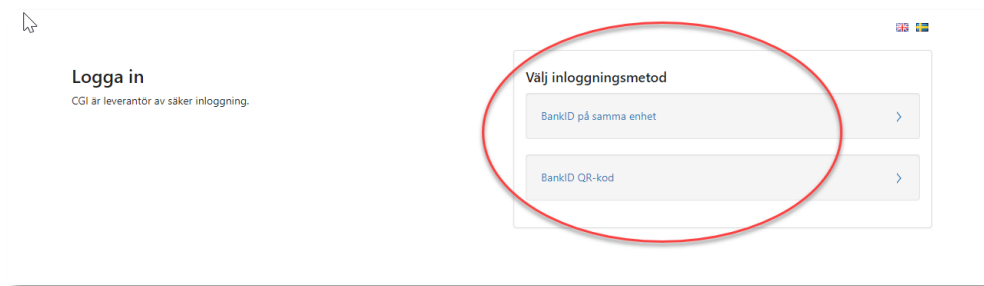 Logga in
CGI är leverantör av säker inloggning.
Välj inloggningsmetod
BankID på samma enhet
BankID QR-kod